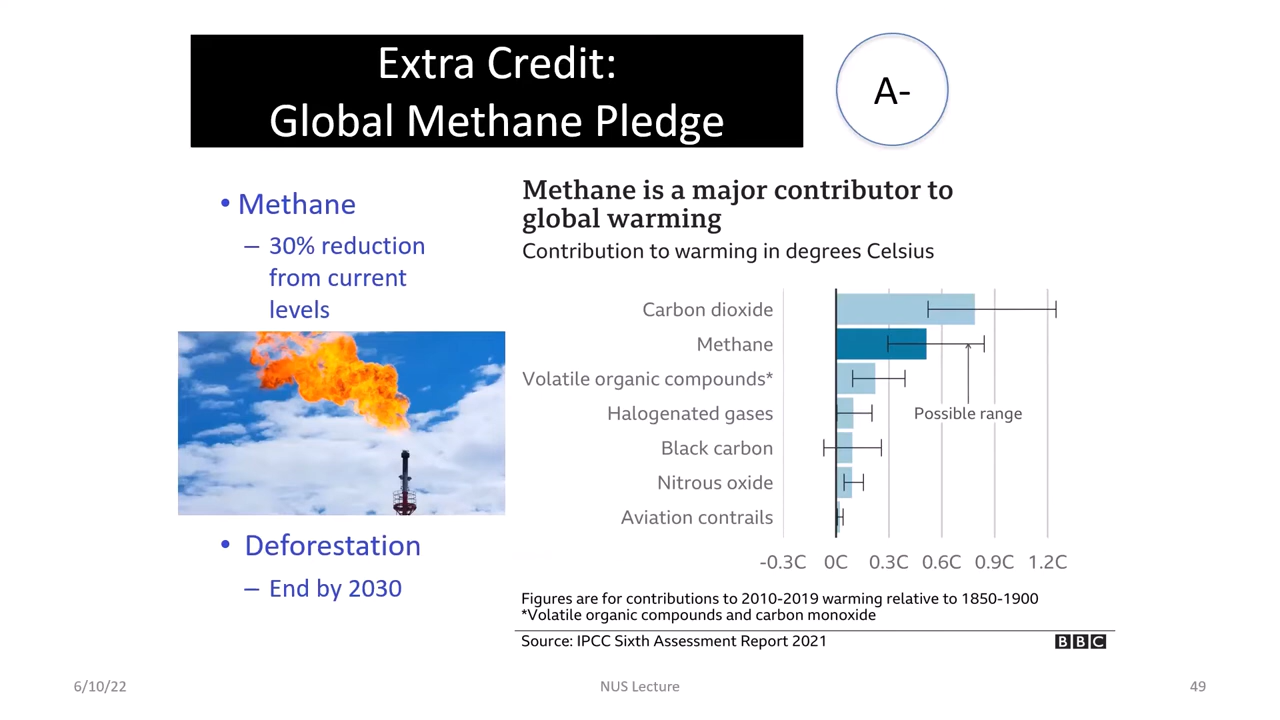 Extra Credit:
Global Methane Pledge
A-
• Methane
– 30% reduction
from current
levels
• Deforestation
– End by 2030
Methane is a major contributor to
global warming
Contribution to warming in degrees Celsius
Carbon dioxide
Methane
Volatile organic compounds*
Halogenated gases
Possible range
Black carbon
Nitrous oxide
Aviation contrails
-0.3C 0C 0.3C 0.6C 0.9C 1.2C
Figures are for contributions to 2010-2019 warming relative to 1850-1900
*Volatile organic compounds and carbon monoxide
Source: IPCC Sixth Assessment Report 2021
BBC
6/10/22
NUS Lecture
49